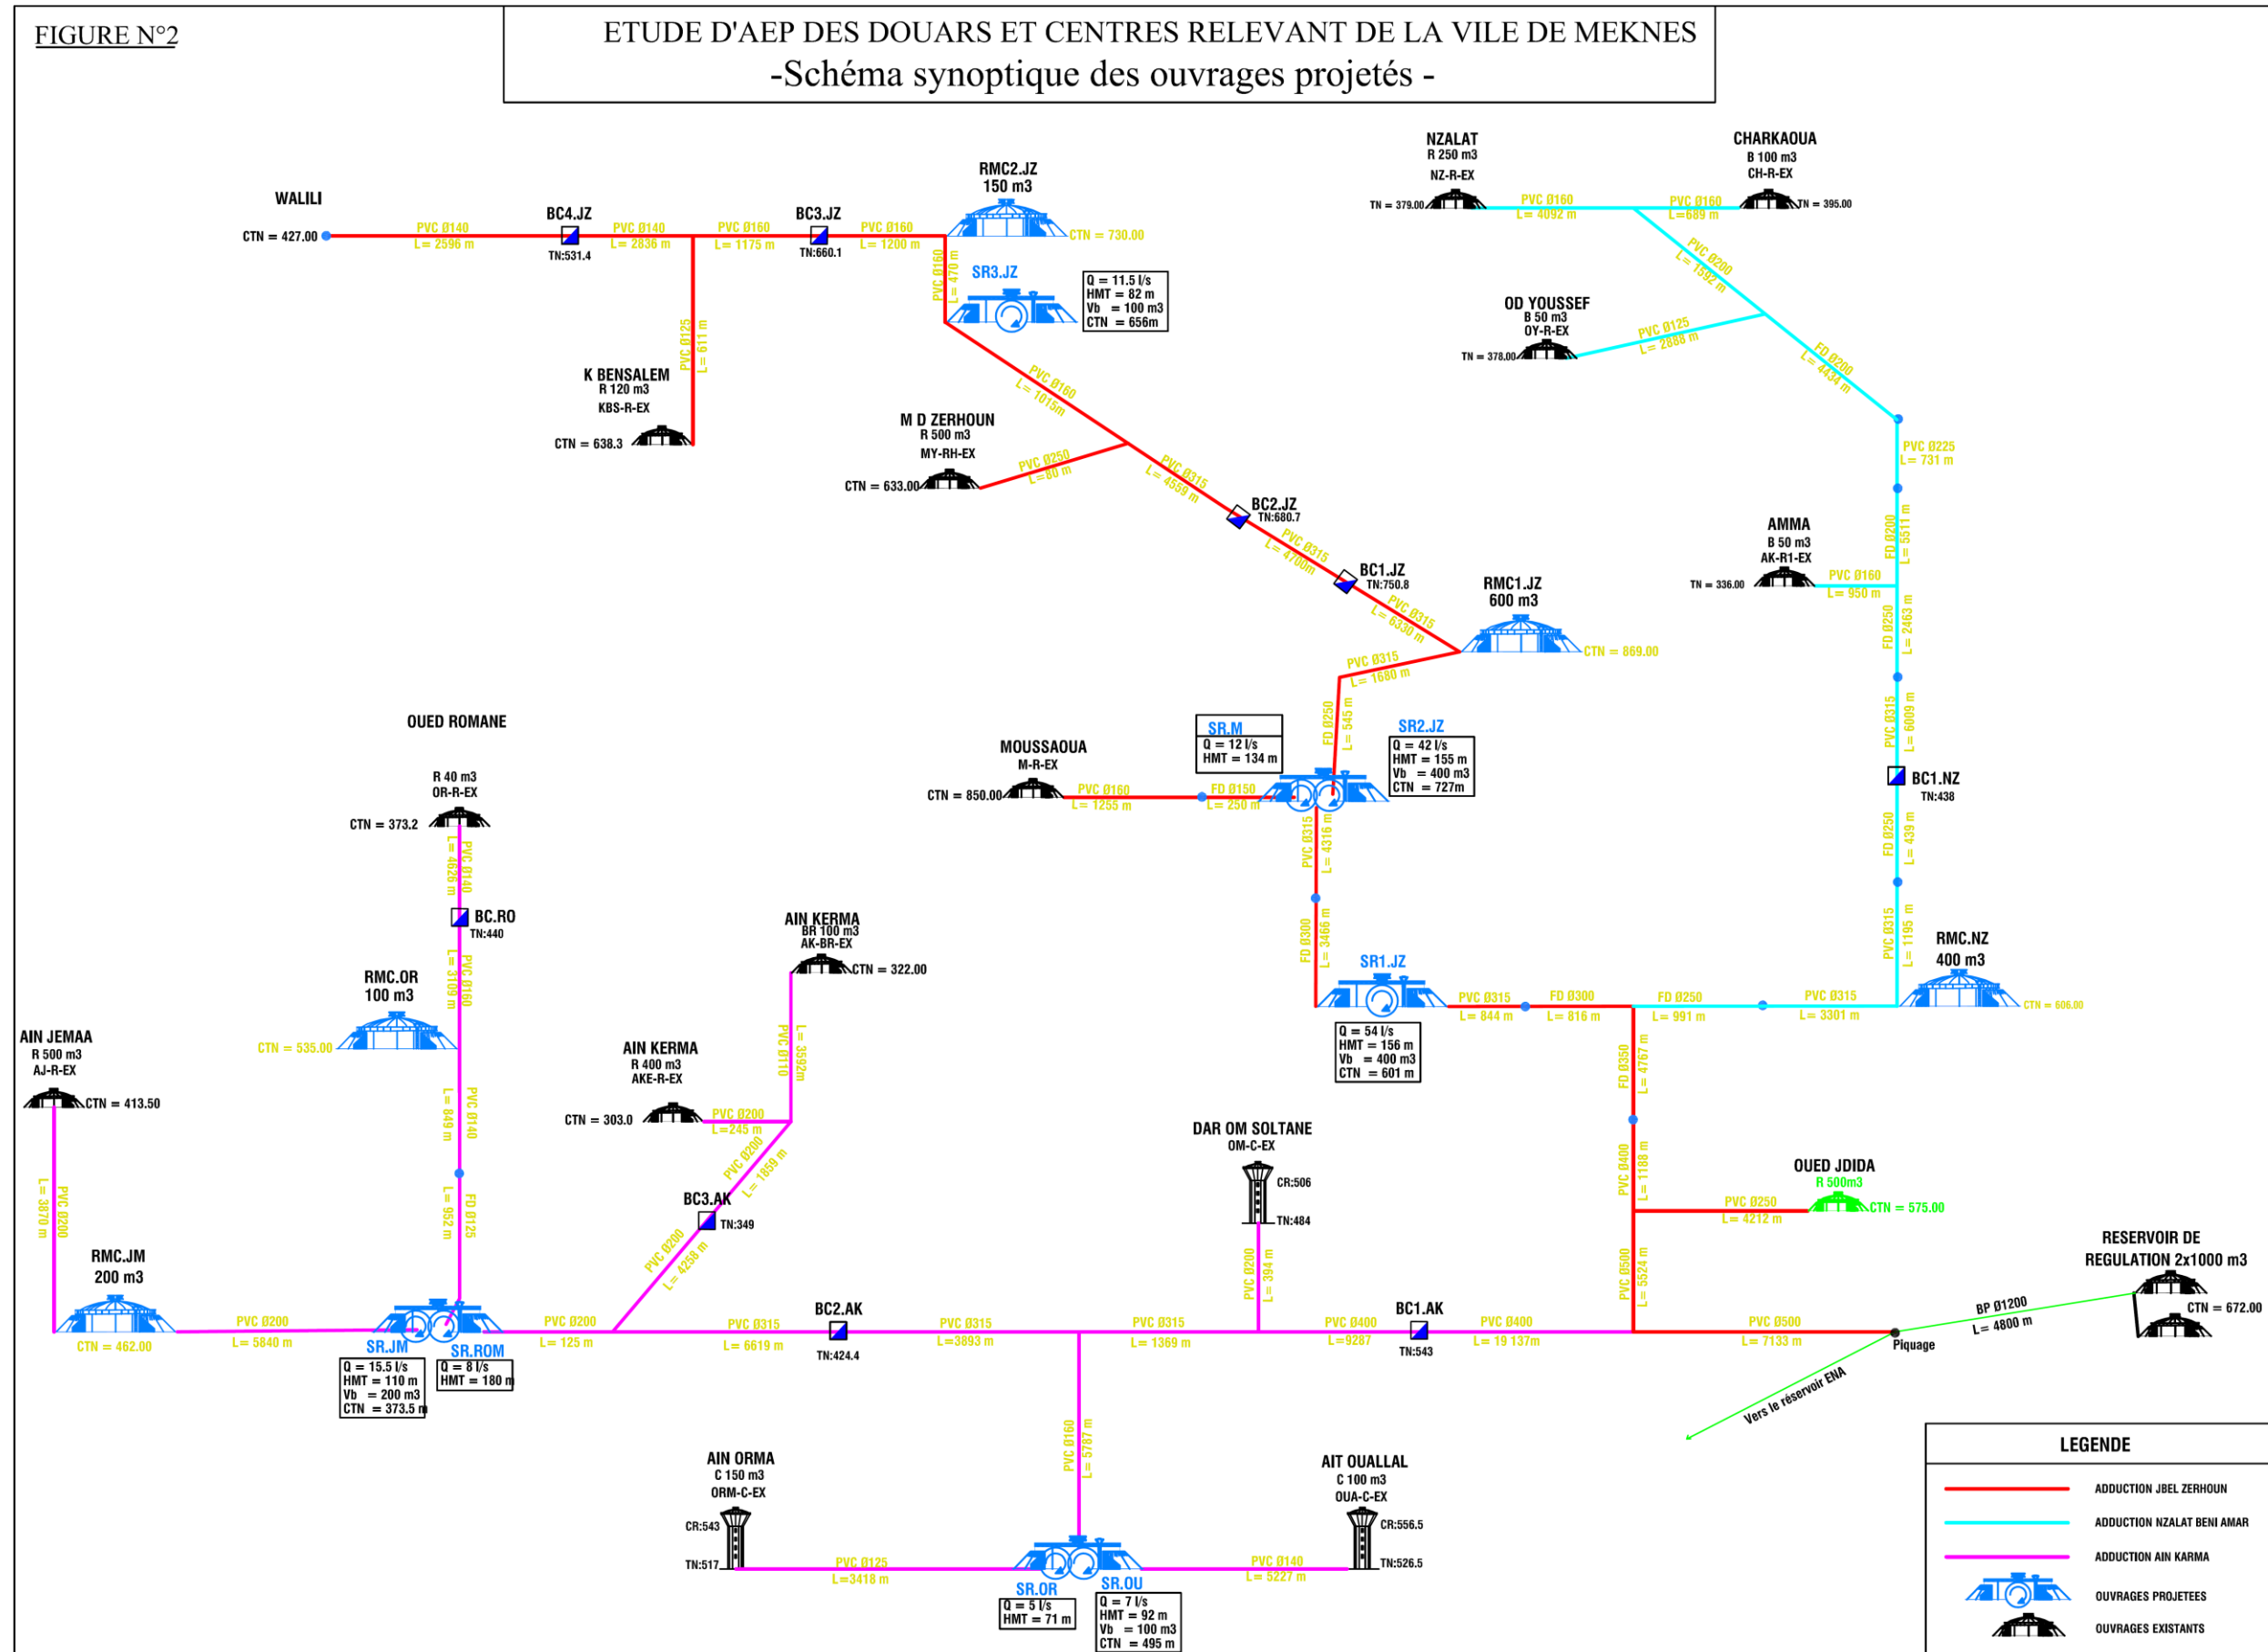 FIGURE N°2
ETUDE D'AEP DES DOUARS ET CENTRES RELEVANT DE LA VILE DE MEKNES
-Schéma synoptique des ouvrages projetés -
WALILI
CTN = 427.00
PVC Ø140
L= 2596 m
BC4.JZ
TN:531.4
PVC Ø140
L= 2836 m
PVC Ø160
L= 1175 m
BC3.JZ
TN:660.1
PVC Ø160
L= 1200 m
RMC2.JZ
150 m3
CTN = 730.00
PVC Ø160
L= 470 m
SR3.JZ
Q = 11.5 l/s
HMT = 82 m
Vb = 100 m3
CTN = 656m
PVC Ø125
L= 611 m
K BENSALEM
R 120 m3
KBS-R-EX
CTN = 638.3
PVC Ø160
L= 1015m
M D ZERHOUN
R 500 m3
MY-RH-EX
CTN = 633.00
PVC Ø250
L=80 m
PVC Ø315
L= 4559 m
BC2.JZ
TN:680.7
PVC Ø315
L= 4700m
BC1.JZ
TN:750.8
PVC Ø315
L= 6330 m
RMC1.JZ
600 m3
CTN = 869.00
PVC Ø315
L= 1680 m
FD Ø250
L= 545 m
NZALAT
R 250 m3
NZ-R-EX
TN = 379.00
PVC Ø160
L= 4092 m
CHARKAOUA
B 100 m3
CH-R-EX
TN = 395.00
PVC Ø160
L=689 m
PVC Ø200
L= 1592 m
OD YOUSSEF
B 50 m3
OY-R-EX
TN = 378.00
PVC Ø125
L= 2888 m
FD Ø200
L= 4434 m
PVC Ø225
L= 731 m
FD Ø200
L= 5511 m
AMMA
B 50 m3
AK-R1-EX
TN = 336.00
PVC Ø160
L= 950 m
FD Ø250
L= 2463 m
PVC Ø315
L= 6009 m
BC1.NZ
TN:438
FD Ø250
L= 439 m
PVC Ø315
L= 1195 m
RMC.NZ
400 m3
CTN = 606.00
SR.M
Q = 12 l/s
HMT = 134 m
SR2.JZ
Q = 42 l/s
HMT = 155 m
Vb = 400 m3
CTN = 727m
MOUSSAOUA
M-R-EX
CTN = 850.00
PVC Ø160
L= 1255 m
FD Ø150
L= 250 m
PVC Ø315
L= 4316 m
FD Ø300
L= 3466 m
SR1.JZ
Q = 54 l/s
HMT = 156 m
Vb = 400 m3
CTN = 601 m
PVC Ø315
L= 844 m
FD Ø300
L= 816 m
FD Ø250
L= 991 m
PVC Ø315
L= 3301 m
FD Ø350
L= 4767 m
PVC Ø400
L= 1188 m
OUED JDIDA
R 500m3
CTN = 575.00
PVC Ø250
L= 4212 m
PVC Ø500
L= 5524 m
RESERVOIR DE
REGULATION 2x1000 m3
CTN = 672.00
BP Ø1200
L= 4800 m
Piquage
Vers le réservoir ENA
PVC Ø500
L= 7133 m
OUED ROMANE
R 40 m3
OR-R-EX
CTN = 373.2
PVC Ø140
L= 4626 m
BC.RO
TN:440
PVC Ø160
L= 3109 m
RMC.OR
100 m3
CTN = 535.00
PVC Ø140
L= 849 m
FD Ø125
L= 952 m
AIN JEMAA
R 500 m3
AJ-R-EX
CTN = 413.50
PVC Ø200
L= 3870 m
RMC.JM
200 m3
CTN = 462.00
PVC Ø200
L= 5840 m
SR.JM
Q = 15.5 l/s
HMT = 110 m
Vb = 200 m3
CTN = 373.5 m
SR.ROM
Q = 8 l/s
HMT = 180 m
PVC Ø200
L= 125 m
AIN KERMA
BR 100 m3
AK-BR-EX
CTN = 322.00
PVC Ø110
L= 3592m
AIN KERMA
R 400 m3
AKE-R-EX
CTN = 303.0
PVC Ø200
L=245 m
PVC Ø200
L= 1859 m
BC3.AK
TN:349
PVC Ø200
L= 4258 m
PVC Ø315
L= 6619 m
BC2.AK
TN:424.4
PVC Ø315
L=3893 m
PVC Ø315
L= 1369 m
DAR OM SOLTANE
OM-C-EX
CR:506
TN:484
PVC Ø200
L= 394 m
PVC Ø400
L=9287
BC1.AK
TN:543
PVC Ø400
L= 19 137m
PVC Ø160
L= 5787 m
AIN ORMA
C 150 m3
ORM-C-EX
CR:543
TN:517
PVC Ø125
L=3418 m
SR.OR
Q = 5 l/s
HMT = 71 m
SR.OU
Q = 7 l/s
HMT = 92 m
Vb = 100 m3
CTN = 495 m
AIT OUALLAL
C 100 m3
OUA-C-EX
CR:556.5
TN:526.5
PVC Ø140
L= 5227 m
LEGENDE
ADDUCTION JBEL ZERHOUN
ADDUCTION NZALAT BENI AMAR
ADDUCTION AIN KARMA
OUVRAGES PROJETEES
OUVRAGES EXISTANTS